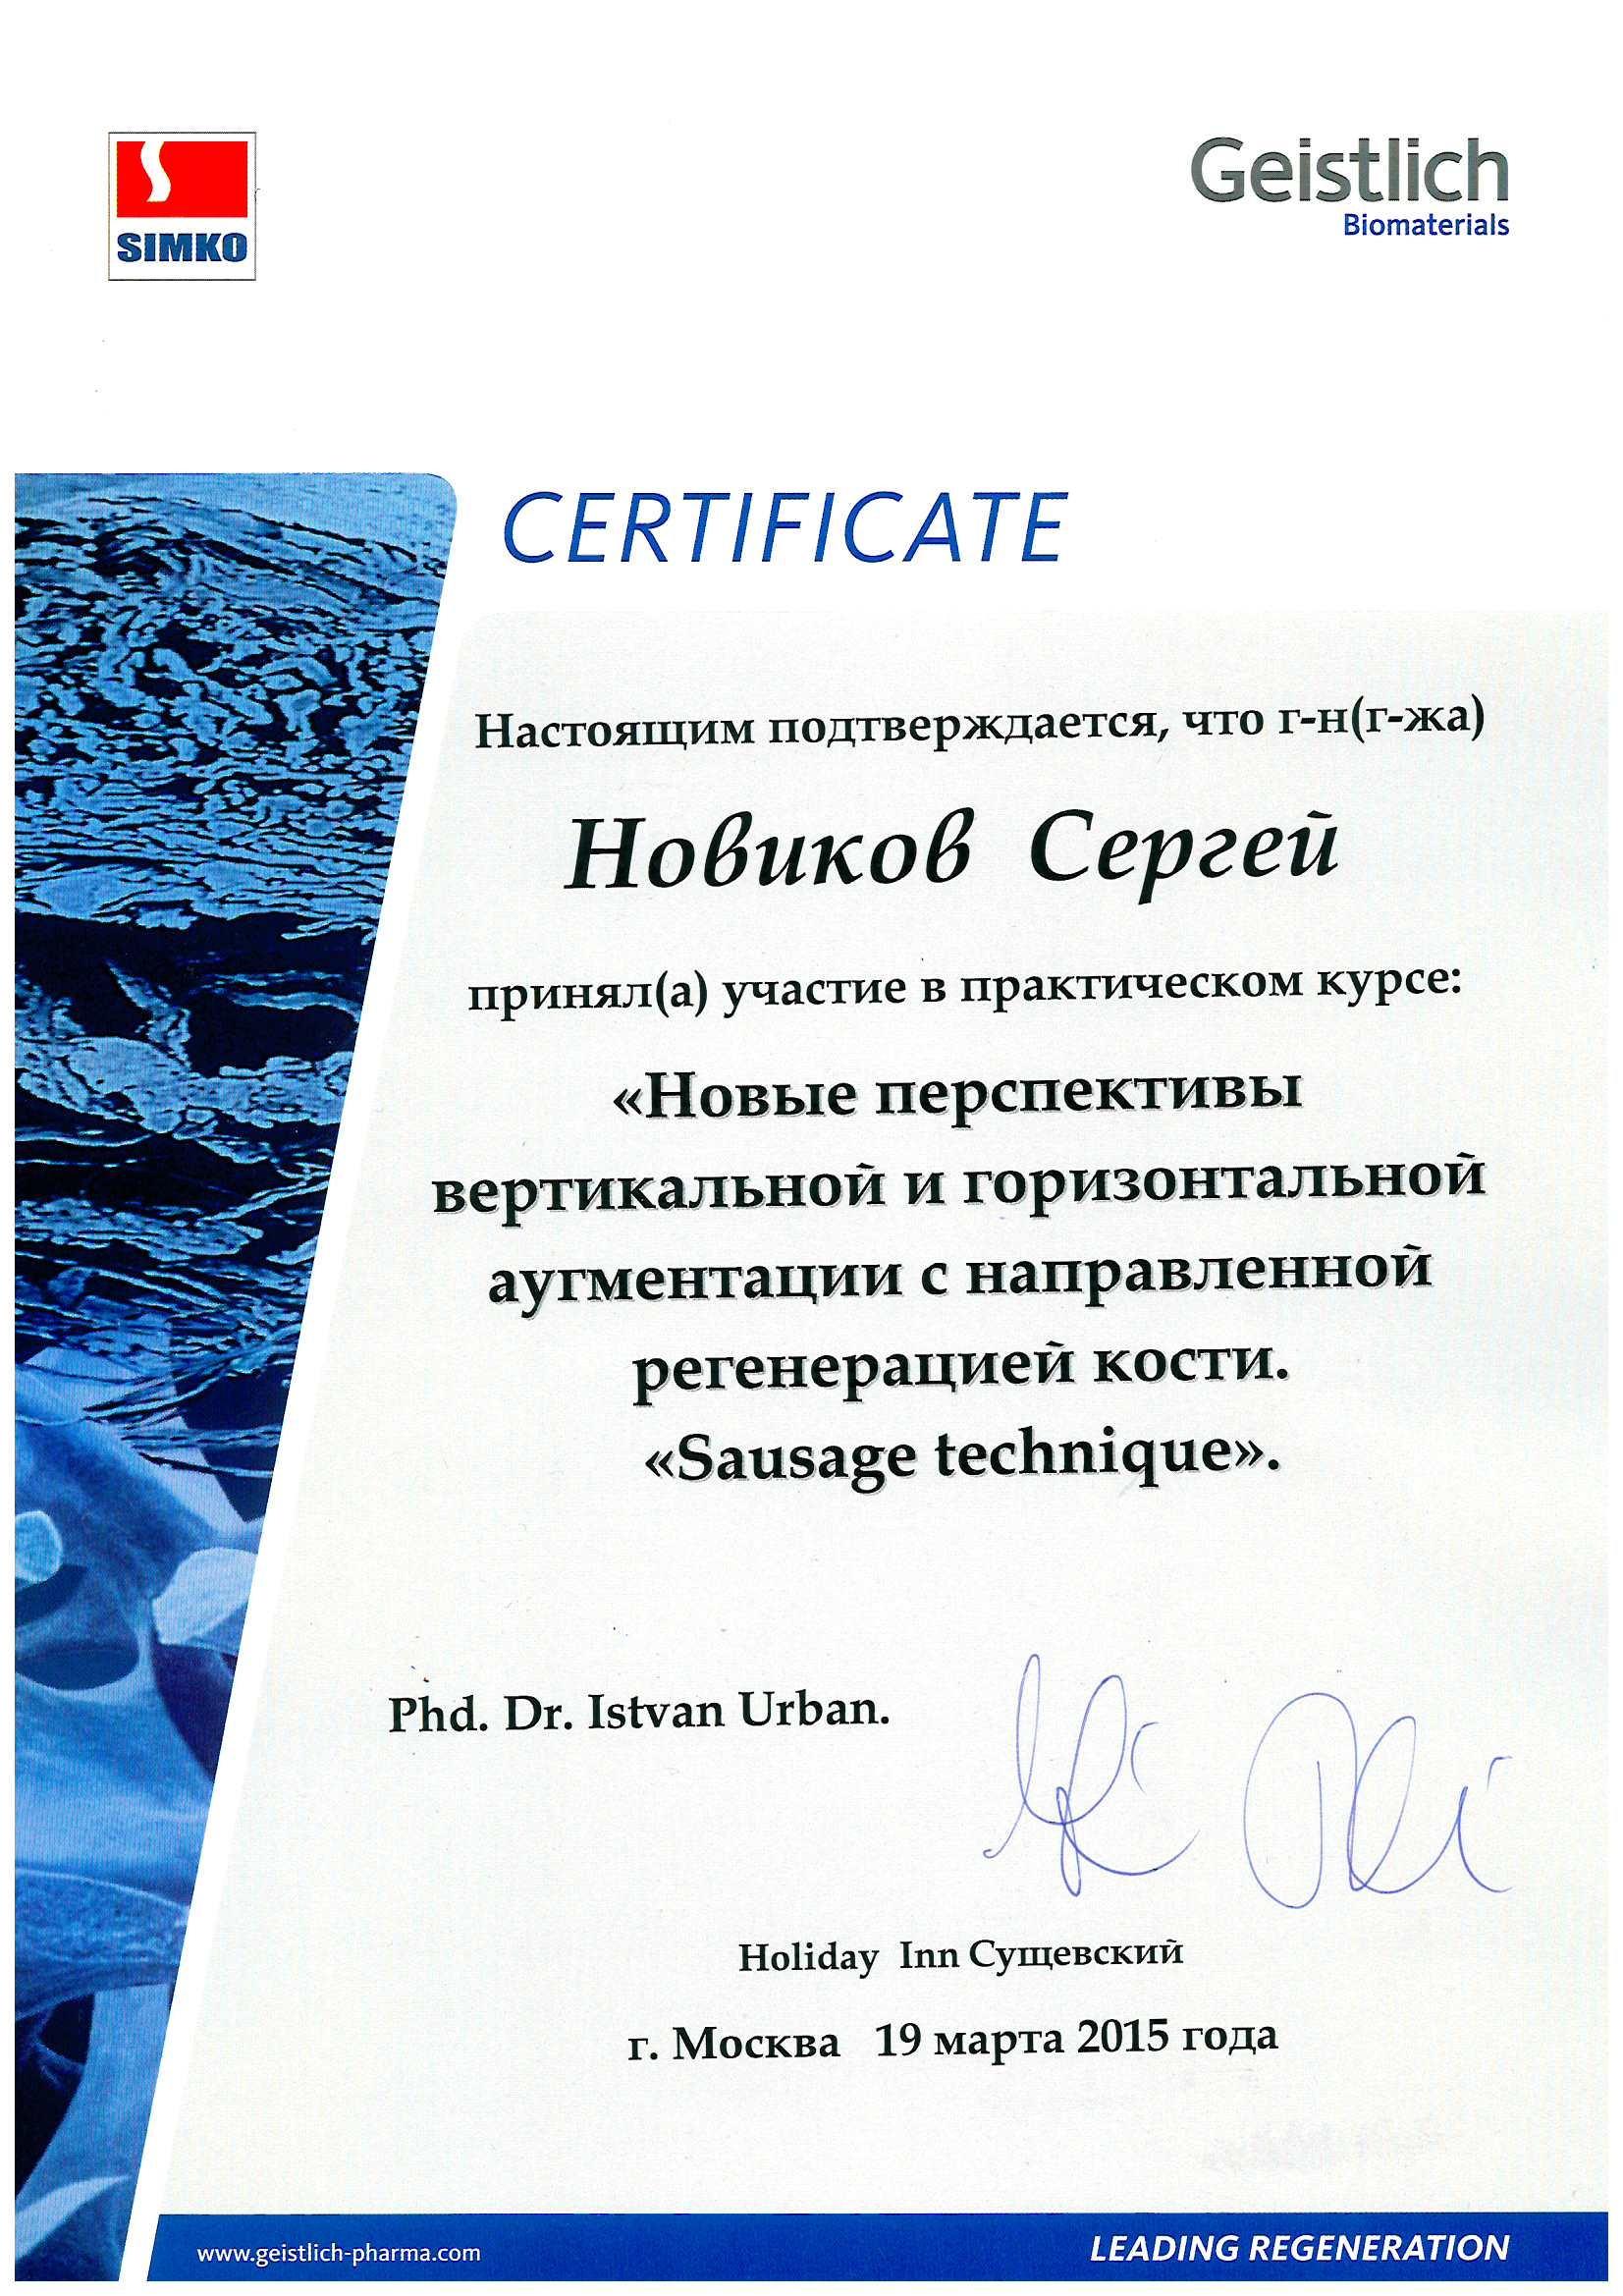 SIMKO
Geistlich
Biomaterials
CERTIFICATE
Настоящим подтверждается, что г-н(г-жа)
Новиков Сергей
принял(а) участие в практическом курсе:
«Новые перспективы
вертикальной и горизонтальной
аугментации с направленной
регенерацией кости.
«Sausage technique».
Phd. Dr. Istvan Urban.
Holiday Inn Сущевский
г. Москва 19 марта 2015 года
www.geistlich-pharma.com
LEADING REGENERATION